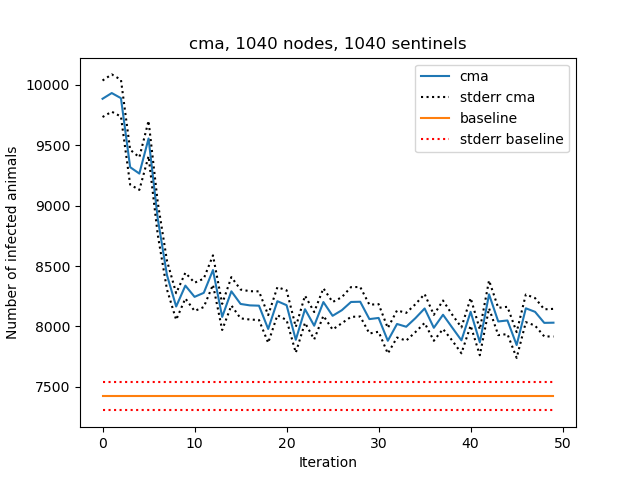 cma, 1040 nodes, 1040 sentinels
cma
stderr cma
baseline
stderr baseline
Number of infected animals
10000
9500
9000
8500
8000
7500
0 10 20 30 40 50
Iteration